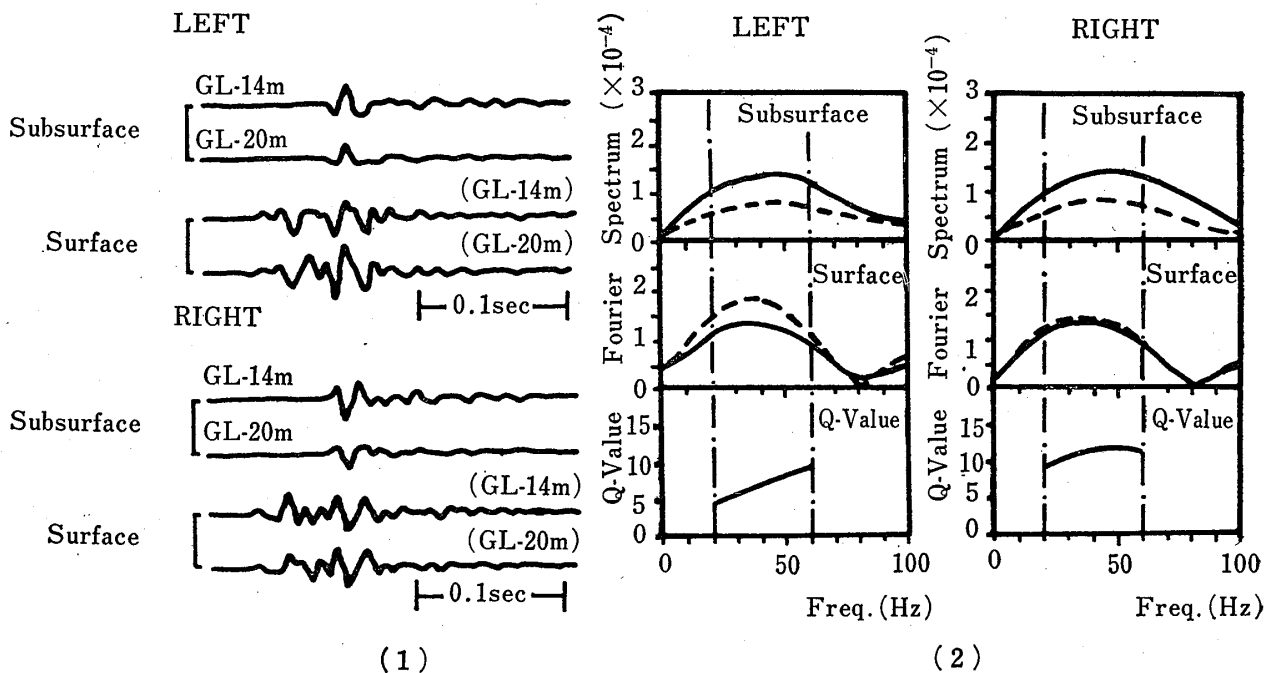 LEFT
GL-14m
Subsurface
GL-20m
(GL-14m)
Surface
(GL-20m)
0.1sec
RIGHT
GL-14m
Subsurface
GL-20m
(GL-14m)
Surface
(GL-20m)
0.1sec
(1)
LEFT
Fourier Spectrum (×10⁻⁴)
3
2
1
0
Subsurface
2
1
0
Surface
Q-Value
15
10
5
0
Q-Value
0 50 100
Freq.(Hz)
RIGHT
Fourier Spectrum (×10⁻⁴)
3
2
1
0
Subsurface
2
1
0
Surface
Q-Value
15
10
5
0
Q-Value
0 50 100
Freq.(Hz)
(2)